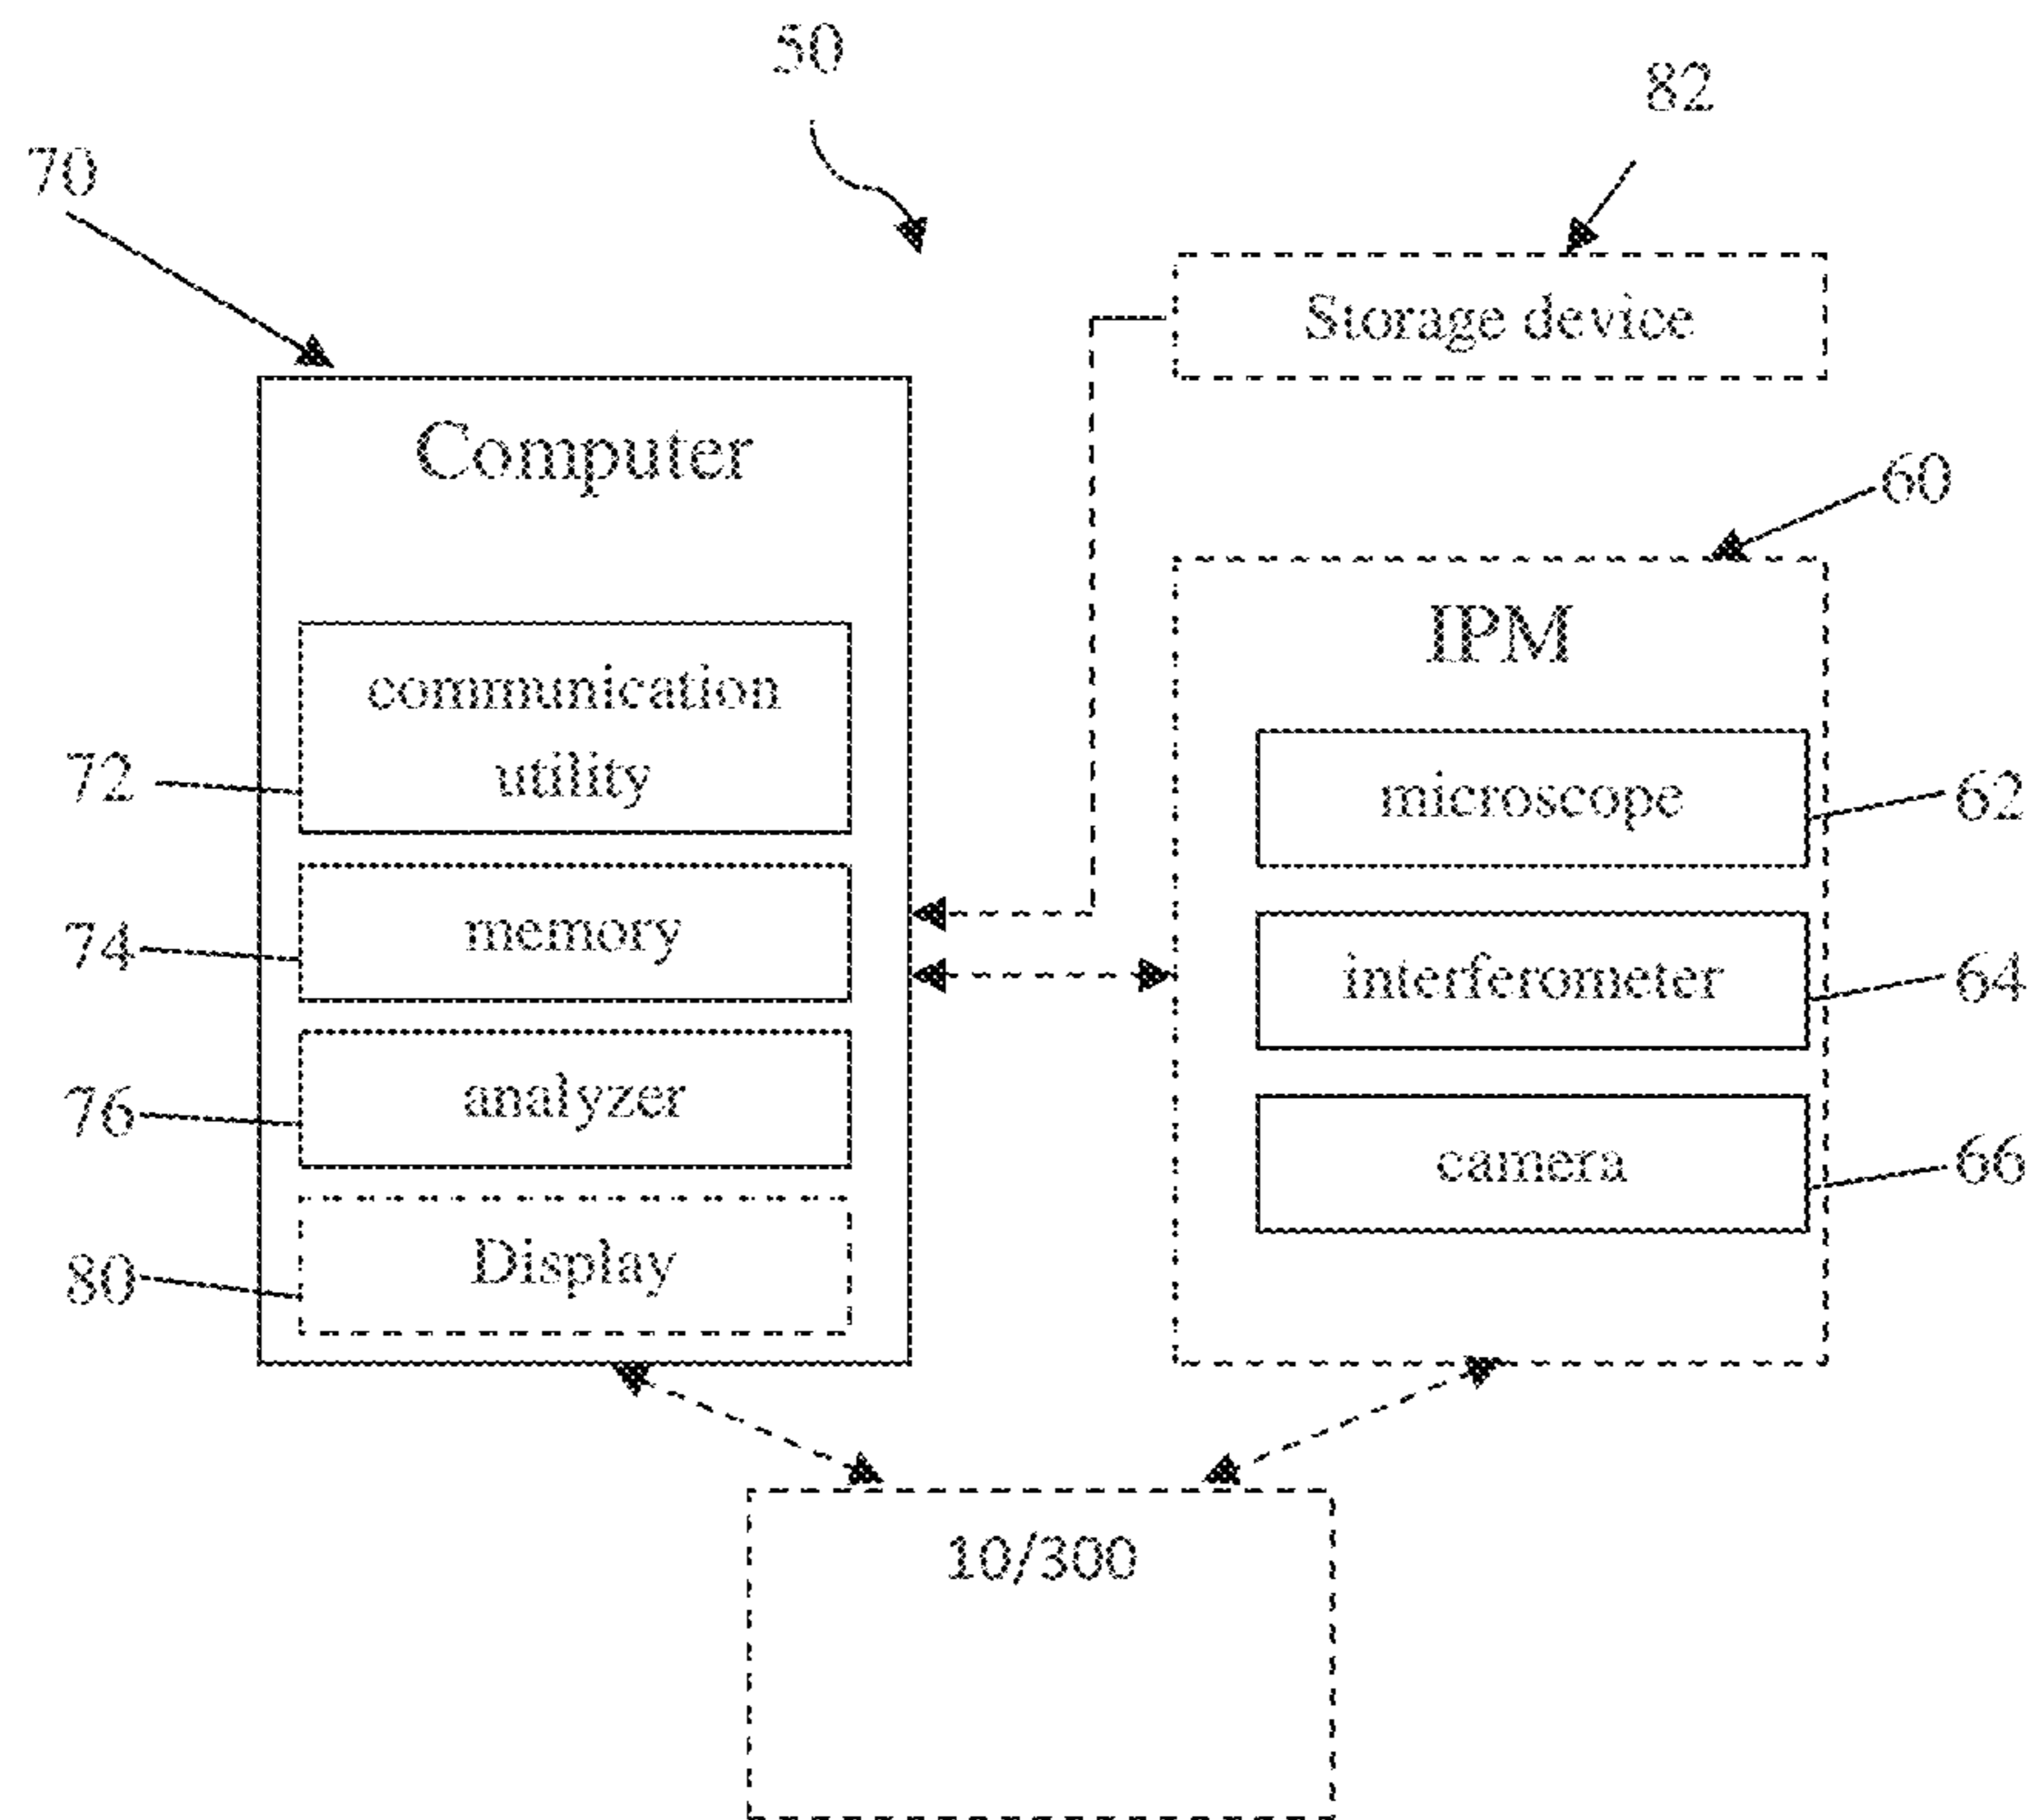 50
82
70
Storage device
Computer
60
IPM
communication
utility
72
microscope
62
memory
74
interferometer
64
analyzer
76
camera
66
Display
80
10/300